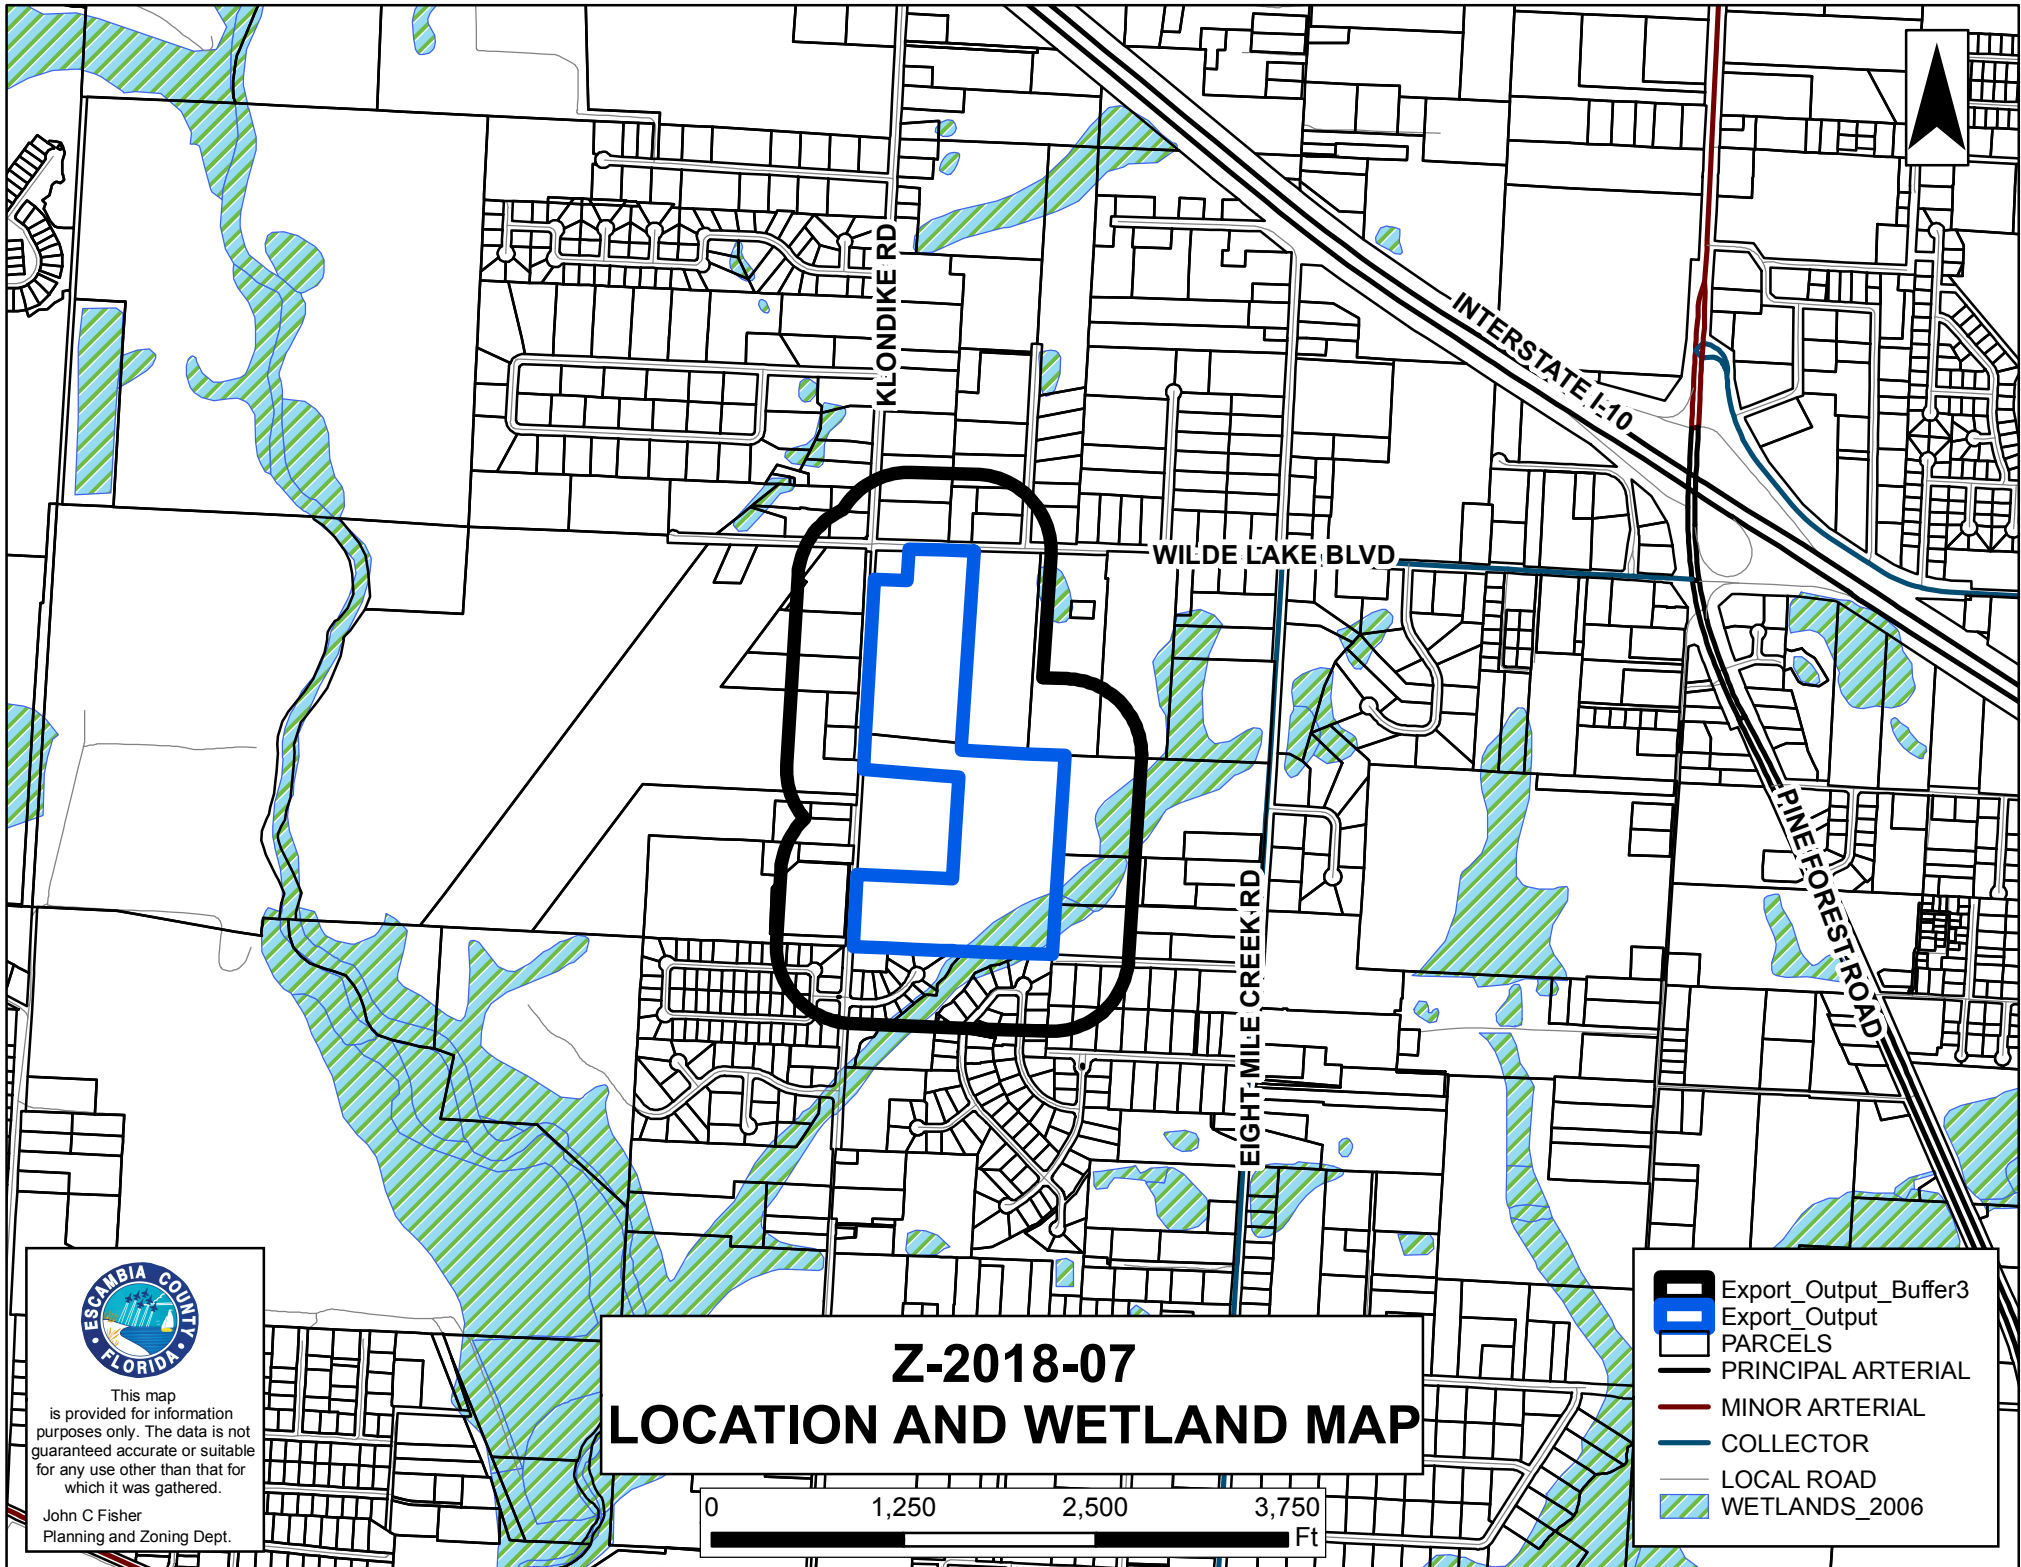 KLONDIKE RD
INTERSTATE I-10
WILDE LAKE BLVD
PINE FOREST ROAD
EIGHT MILE CREEK RD
ESCAMBIA COUNTY
FLORIDA
This map
is provided for information
purposes only. The data is not
guaranteed accurate or suitable
for any use other than that for
which it was gathered.
John C Fisher
Planning and Zoning Dept.
Z-2018-07
LOCATION AND WETLAND MAP
0 1,250 2,500 3,750
Ft
Export_Output_Buffer3
Export_Output
PARCELS
PRINCIPAL ARTERIAL
MINOR ARTERIAL
COLLECTOR
LOCAL ROAD
WETLANDS_2006